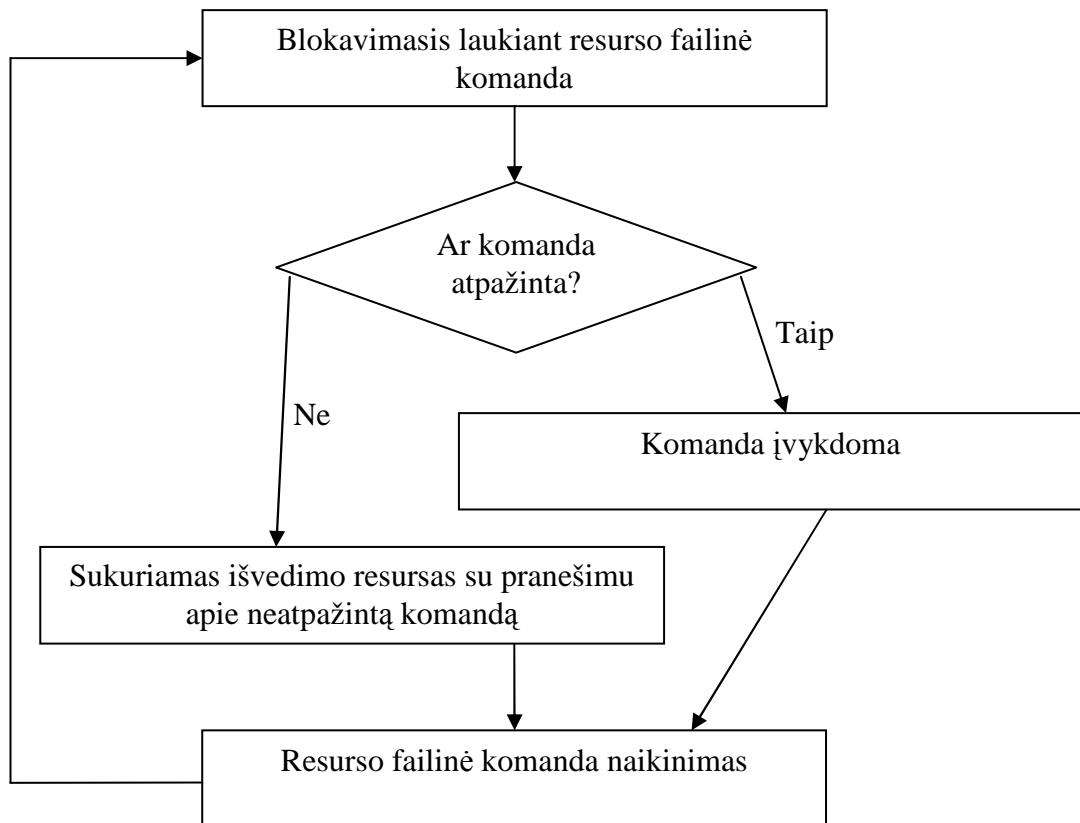 Blokavimasis laukiant resurso failinė
komanda
Ar komanda
atpažinta?
Taip
Ne
Komanda įvykdoma
Sukuriamas išvedimo resursas su pranešimu
apie neatpažintą komandą
Resurso failinė komanda naikinimas